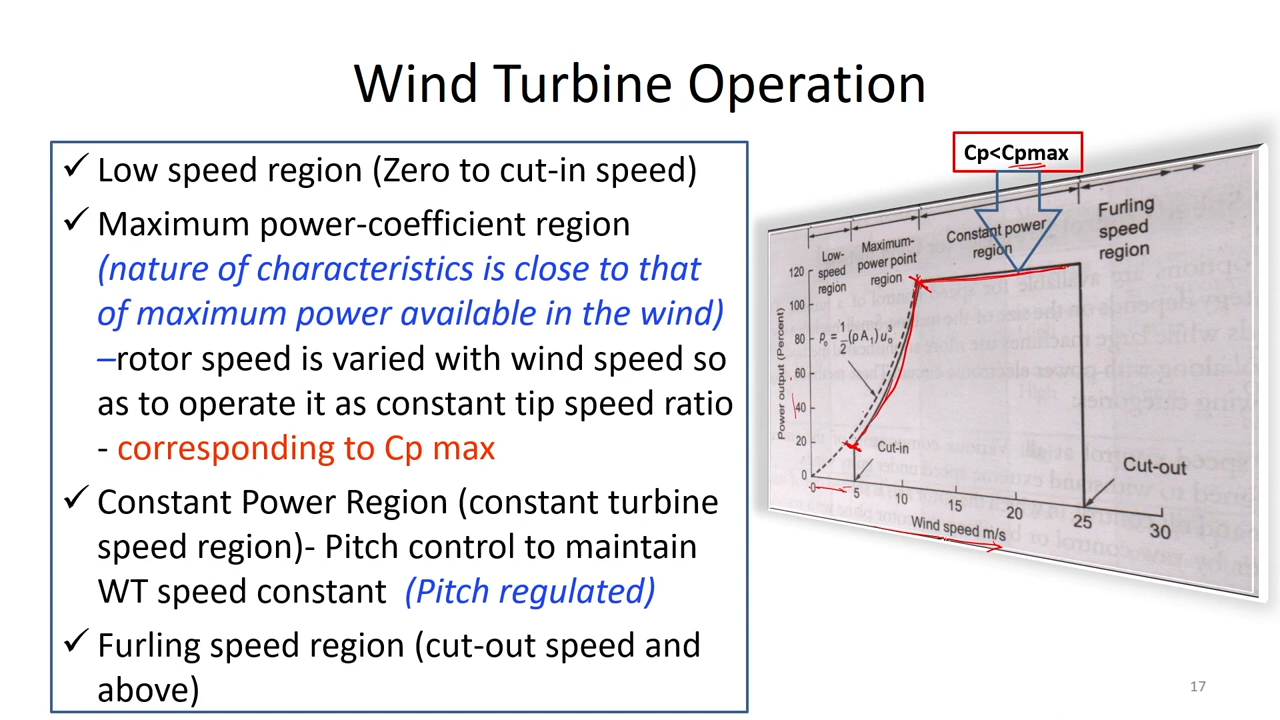 Wind Turbine Operation
✓ Low speed region (Zero to cut-in speed)
✓ Maximum power-coefficient region
(nature of characteristics is close to that
of maximum power available in the wind)
–rotor speed is varied with wind speed so
as to operate it as constant tip speed ratio
- corresponding to Cp max
✓ Constant Power Region (constant turbine
speed region)- Pitch control to maintain
WT speed constant (Pitch regulated)
✓ Furling speed region (cut-out speed and
above)
Cp<Cpmax
Low-
speed
region
Maximum-
power point
region
Constant power
region
Furling
speed
region
Power output (Percent)
120
100
80
60
40
20
0
P₀ = 1/2 (ρ A₁) u₀³
Cut-in
Cut-out
0
5
10
15
20
25
30
Wind speed m/s
17